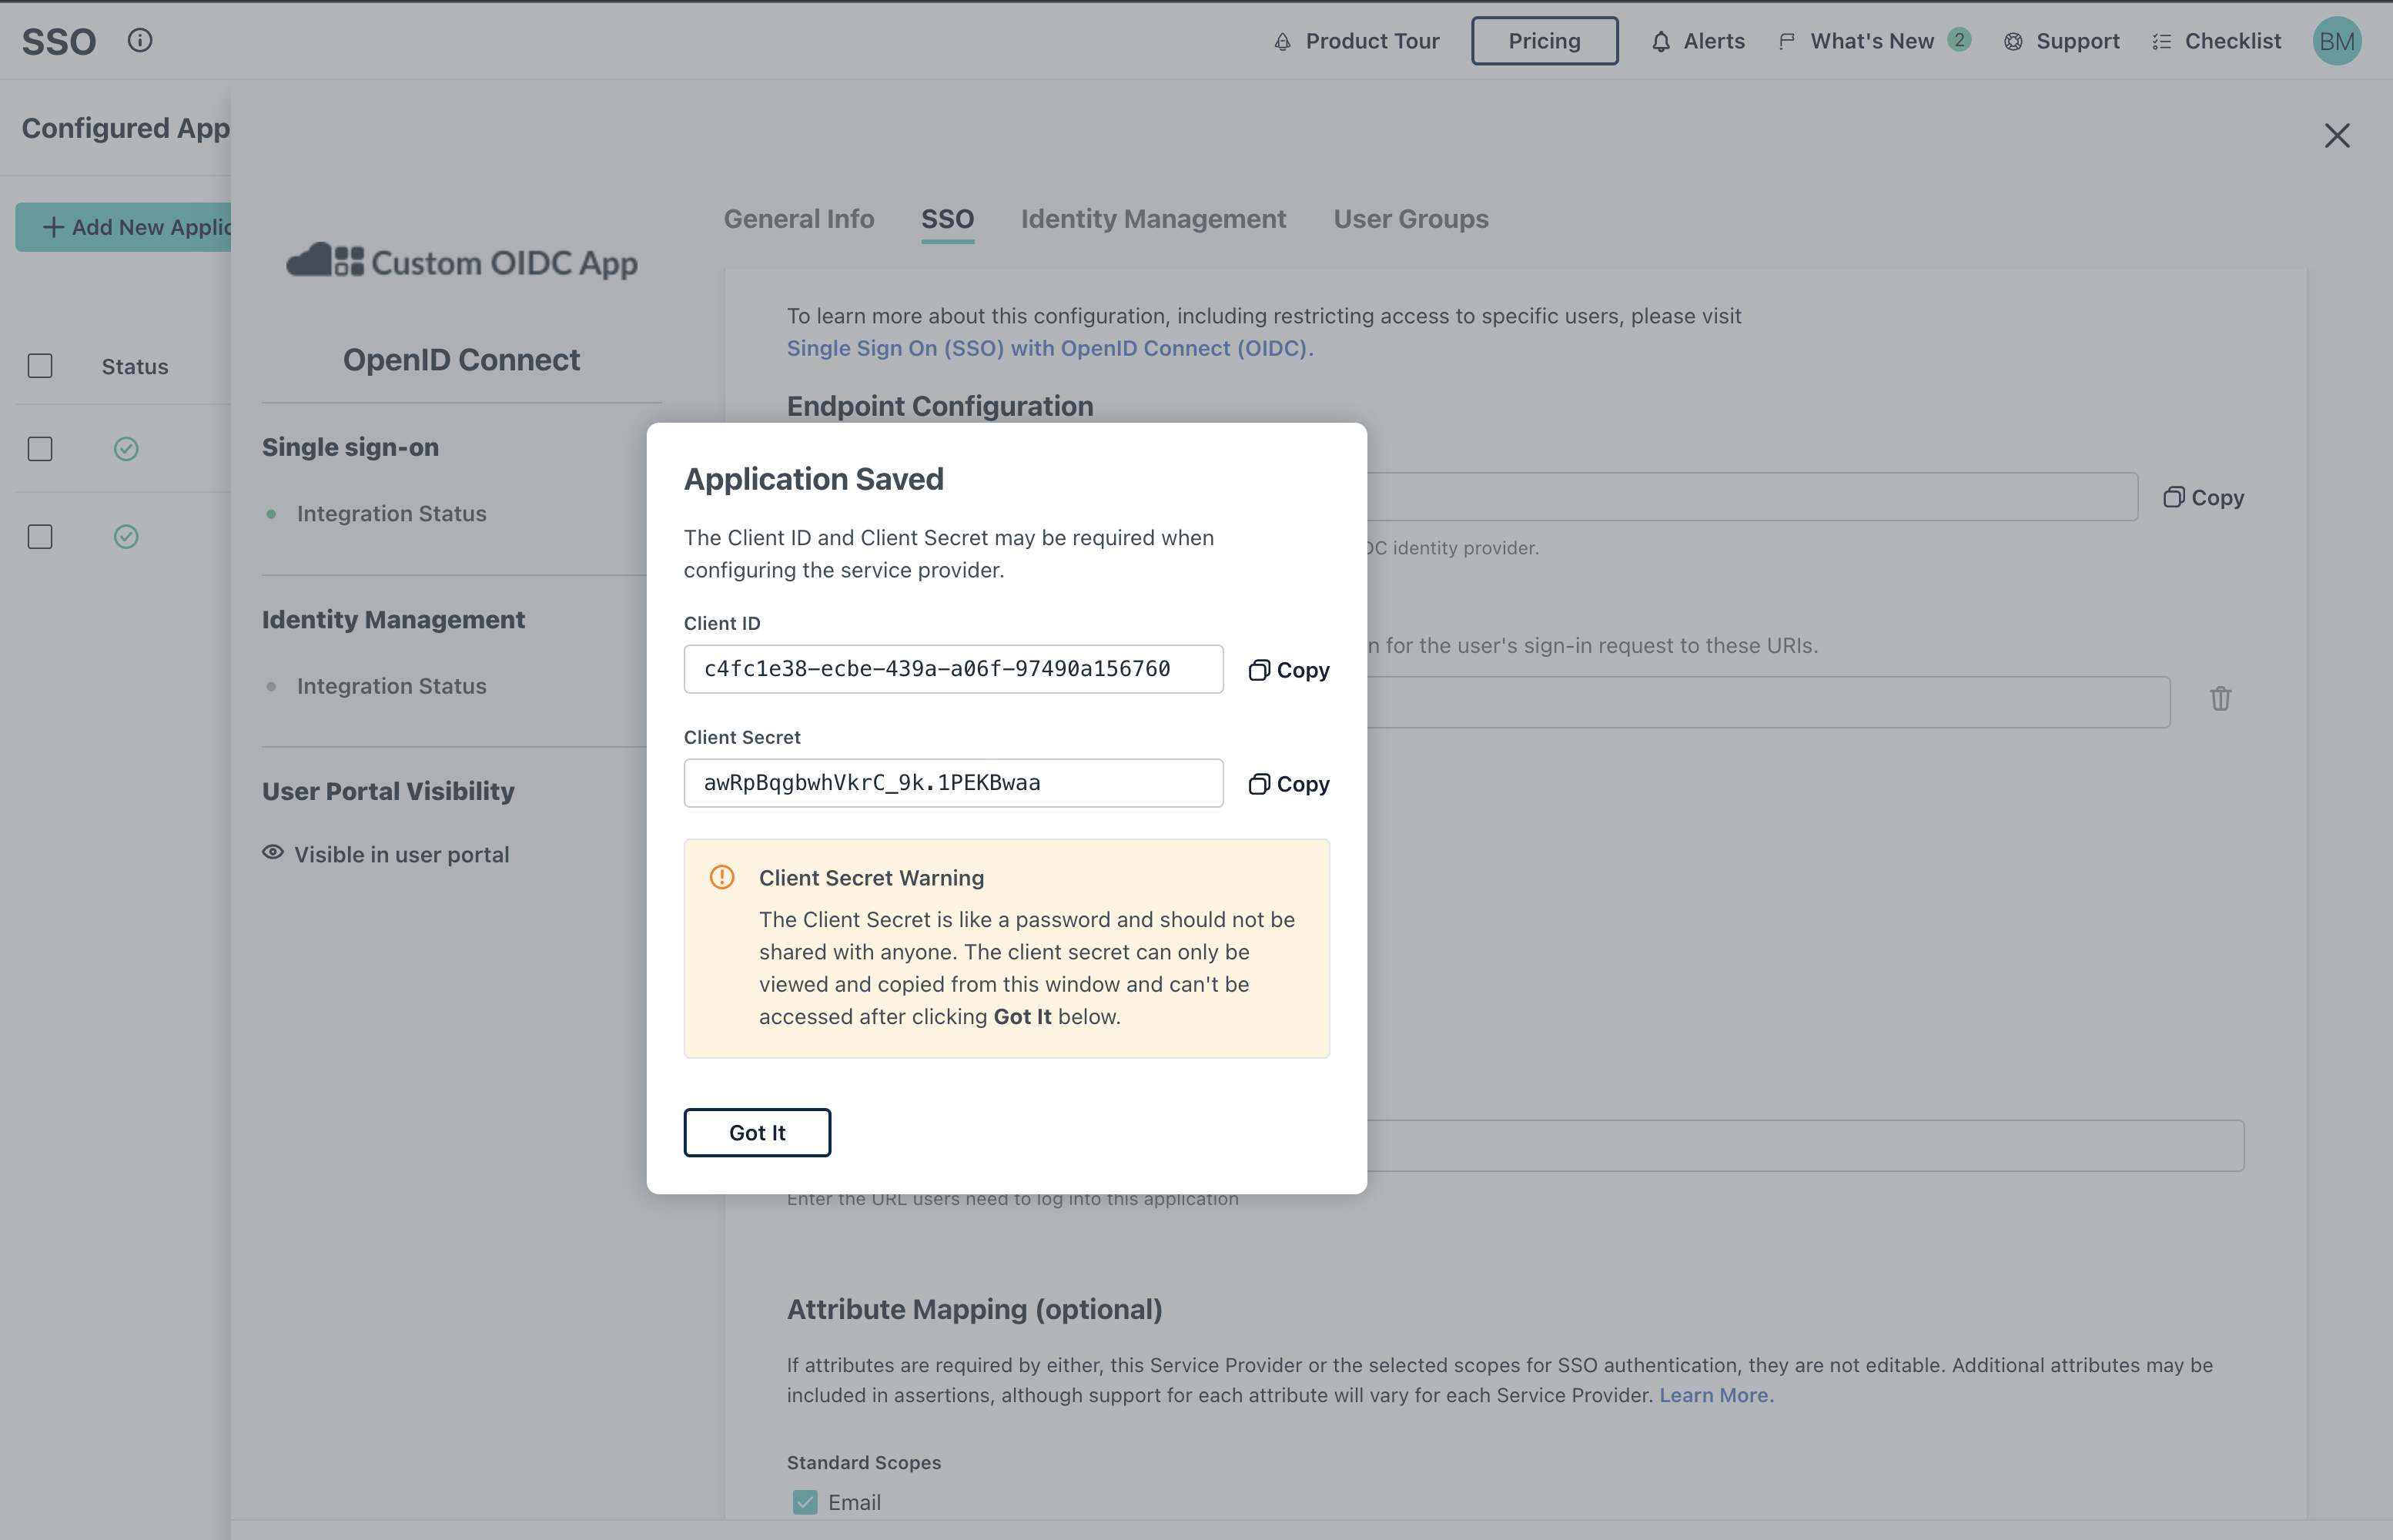 SSO
Product Tour
Pricing
Alerts
What's New 2
Support
Checklist
BM
Configured App
Add New Applic
Status
Custom OIDC App
OpenID Connect
Single sign-on
Integration Status
Identity Management
Integration Status
User Portal Visibility
Visible in user portal
General Info
SSO
Identity Management
User Groups
To learn more about this configuration, including restricting access to specific users, please visit
Single Sign On (SSO) with OpenID Connect (OIDC).
Endpoint Configuration
Copy
identity provider.
for the user's sign-in request to these URIs.
Application Saved
The Client ID and Client Secret may be required when
configuring the service provider.
Client ID
c4fc1e38-ecbe-439a-a06f-97490a156760
Copy
Client Secret
awRpBqgbwhVkrC_9k.1PEKBwaa
Copy
Client Secret Warning
The Client Secret is like a password and should not be
shared with anyone. The client secret can only be
viewed and copied from this window and can't be
accessed after clicking Got It below.
Got It
Enter the URL users need to log into this application
Attribute Mapping (optional)
If attributes are required by either, this Service Provider or the selected scopes for SSO authentication, they are not editable. Additional attributes may be
included in assertions, although support for each attribute will vary for each Service Provider. Learn More.
Standard Scopes
Email